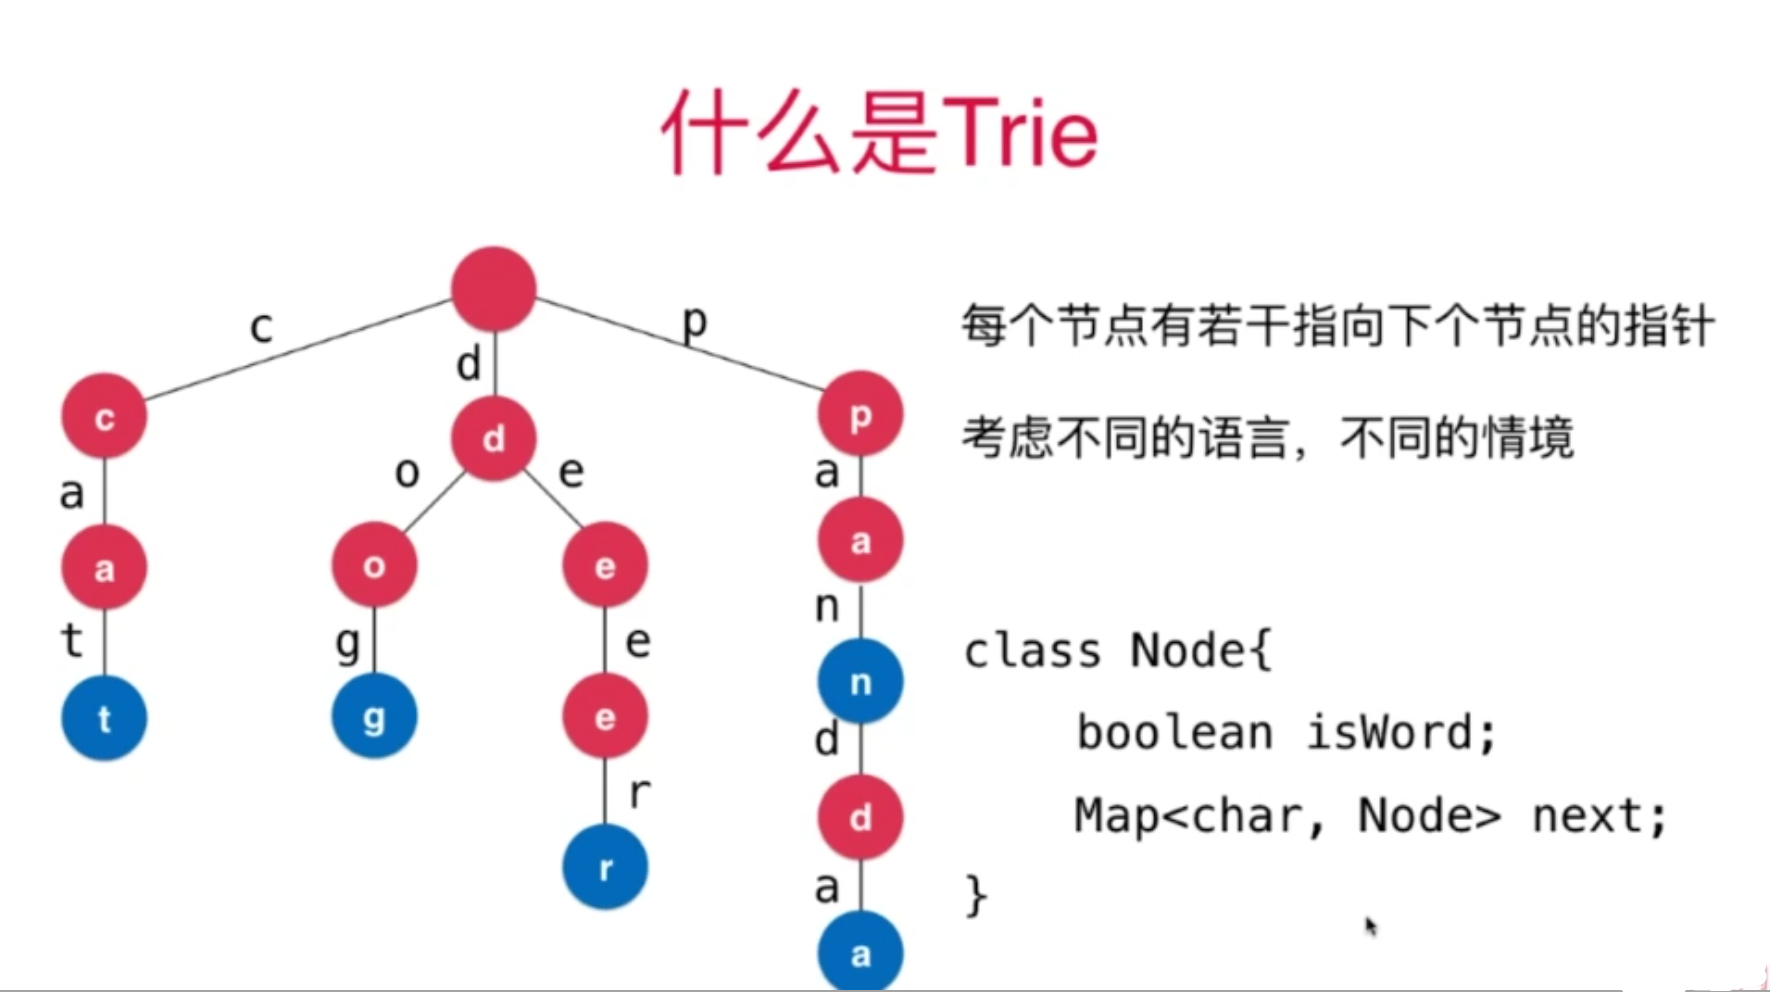 什么是Trie
c
d
p
c
d
p
a
o
e
a
a
o
e
a
t
g
e
n
t
g
e
n
r
d
r
d
a
a
每个节点有若干指向下个节点的指针
考虑不同的语言，不同的情境
class Node{
boolean isWord;
Map<char, Node> next;
}